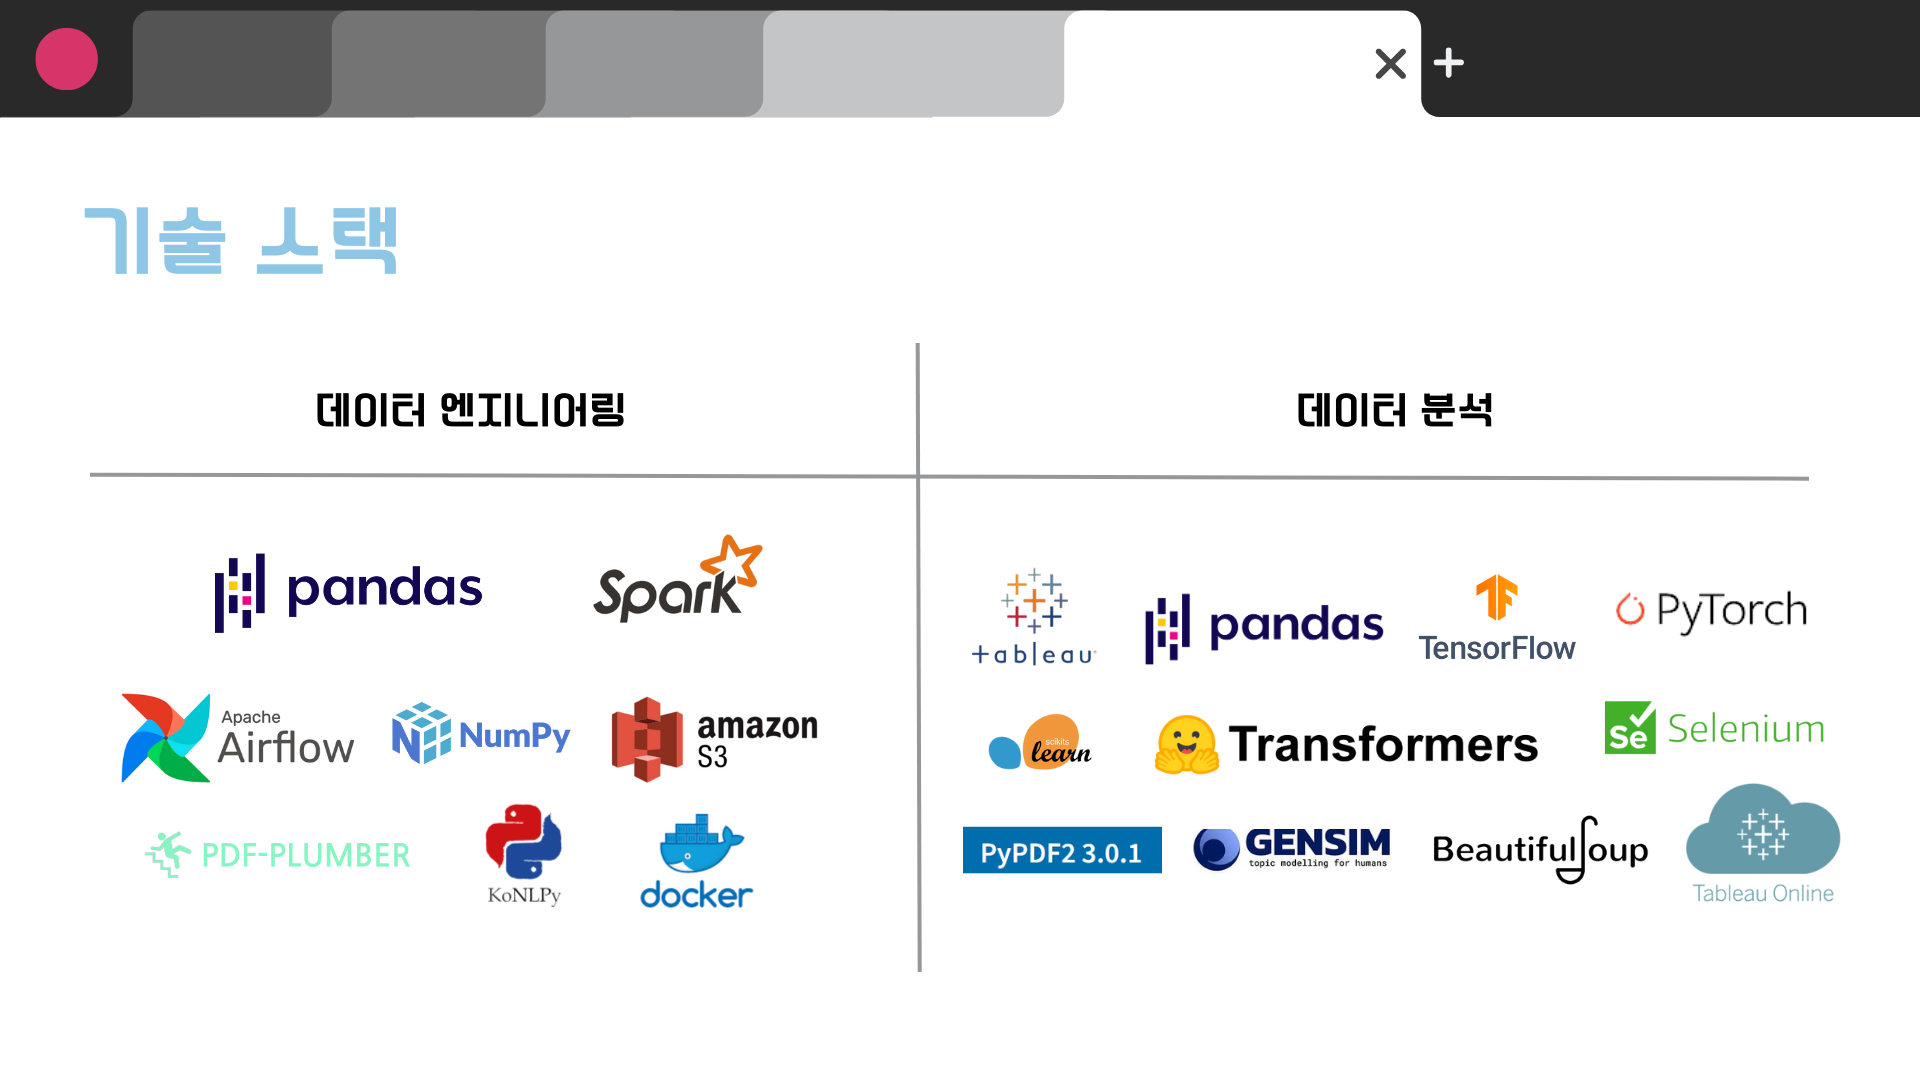 기술 스택
데이터 엔지니어링
데이터 분석
pandas
Spark
Apache
Airflow
NumPy
amazon
S3
PDF-PLUMBER
KoNLPy
docker
+ableau
pandas
TensorFlow
PyTorch
scikits
learn
Transformers
Se
Selenium
PyPDF2 3.0.1
GENSIM
topic modelling for humans
BeautifulSoup
Tableau Online